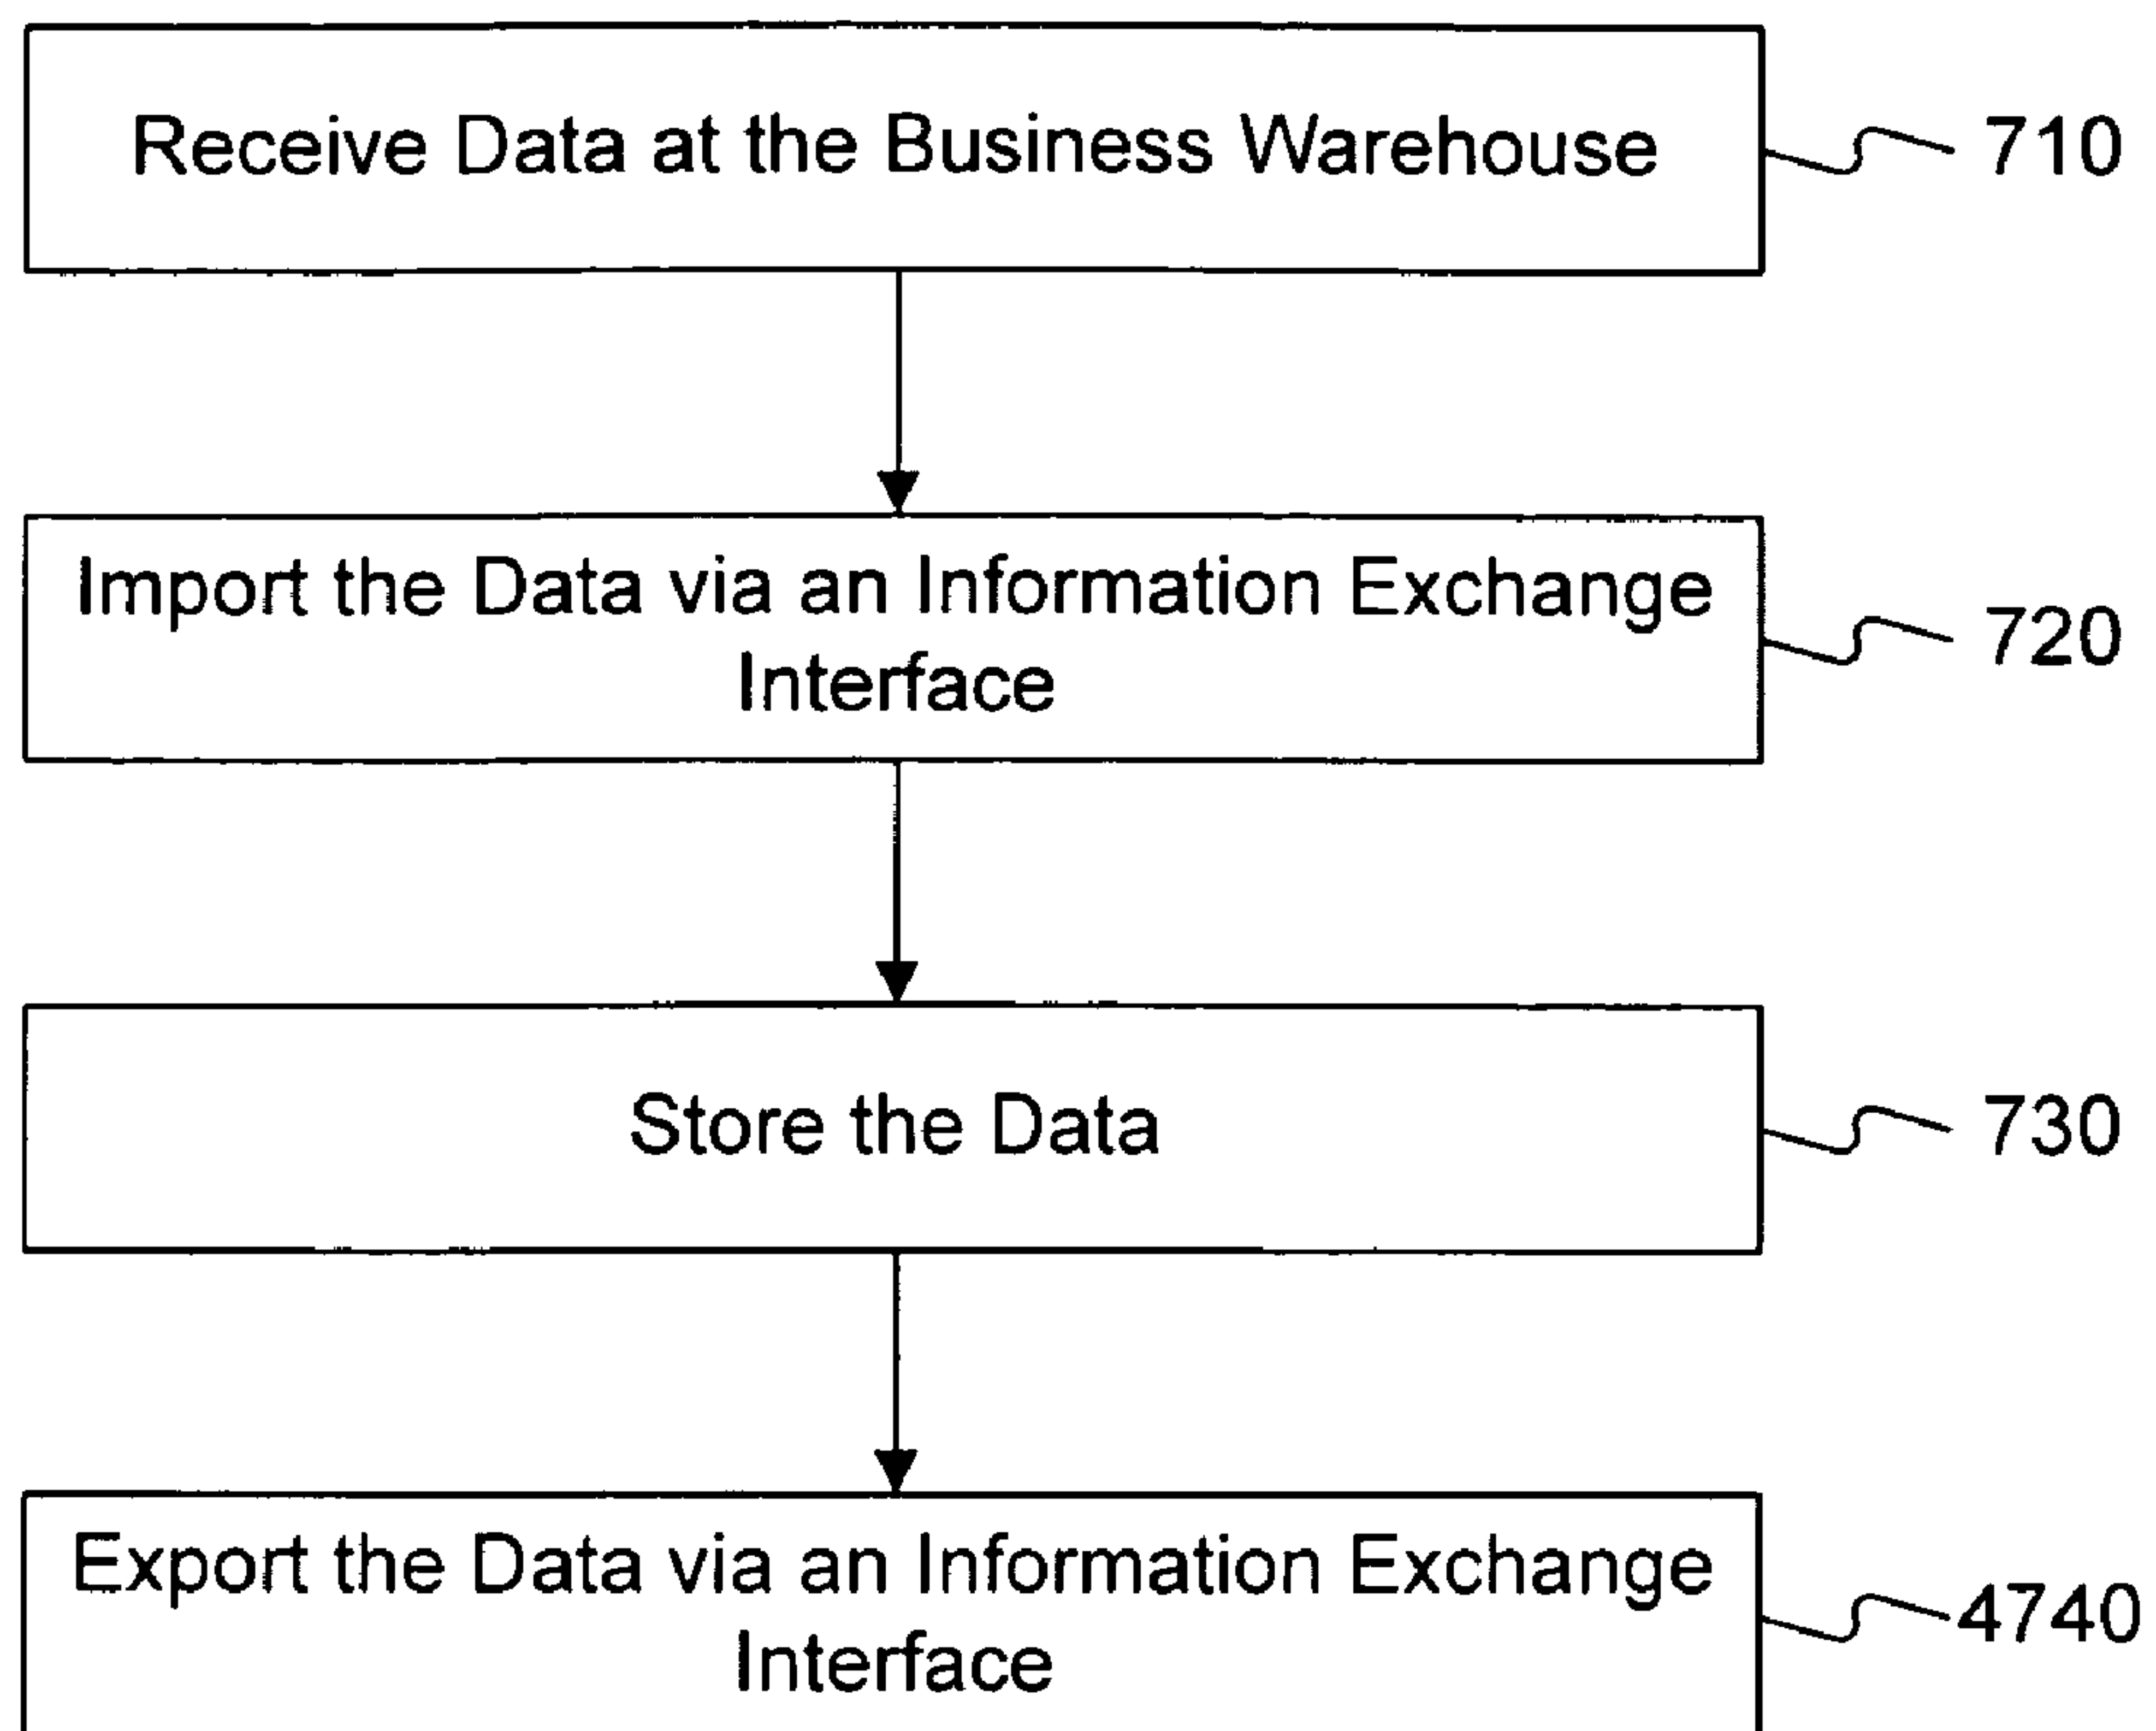 Receive Data at the Business Warehouse
710
Import the Data via an Information Exchange
Interface
720
Store the Data
730
Export the Data via an Information Exchange
Interface
4740